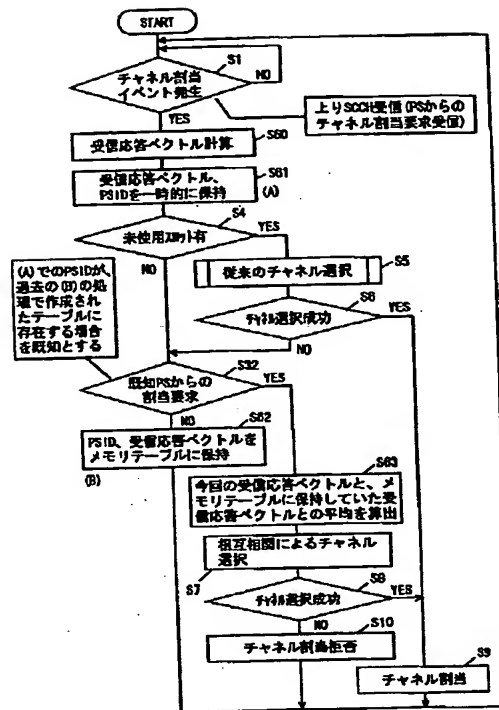 START
S1
チャネル割当
イベント発生
NO
YES
上りSCCH受信(PSからの
チャネル割当要求受信)
S60
受信応答ベクトル計算
S61
受信応答ベクトル、
PSIDを一時的に保持
(A)
S4
未使用スロット有
YES
NO
(A)でのPSIDが、
過去の(B)の処
理で作成され
たテーブルに
存在する場合
を既知とする
S5
従来のチャネル選択
S6
チャネル選択成功
YES
NO
S32
既知PSからの
割当要求
YES
NO
S62
PSID、受信応答ベクトルを
メモリテーブルに保持
(B)
S63
今回の受信応答ベクトルと、メ
モリテーブルに保持していた受
信応答ベクトルとの平均を算出
相互相関によるチャネル
選択
S7
S8
チャネル選択成功
YES
NO
S10
チャネル割当拒否
S9
チャネル割当